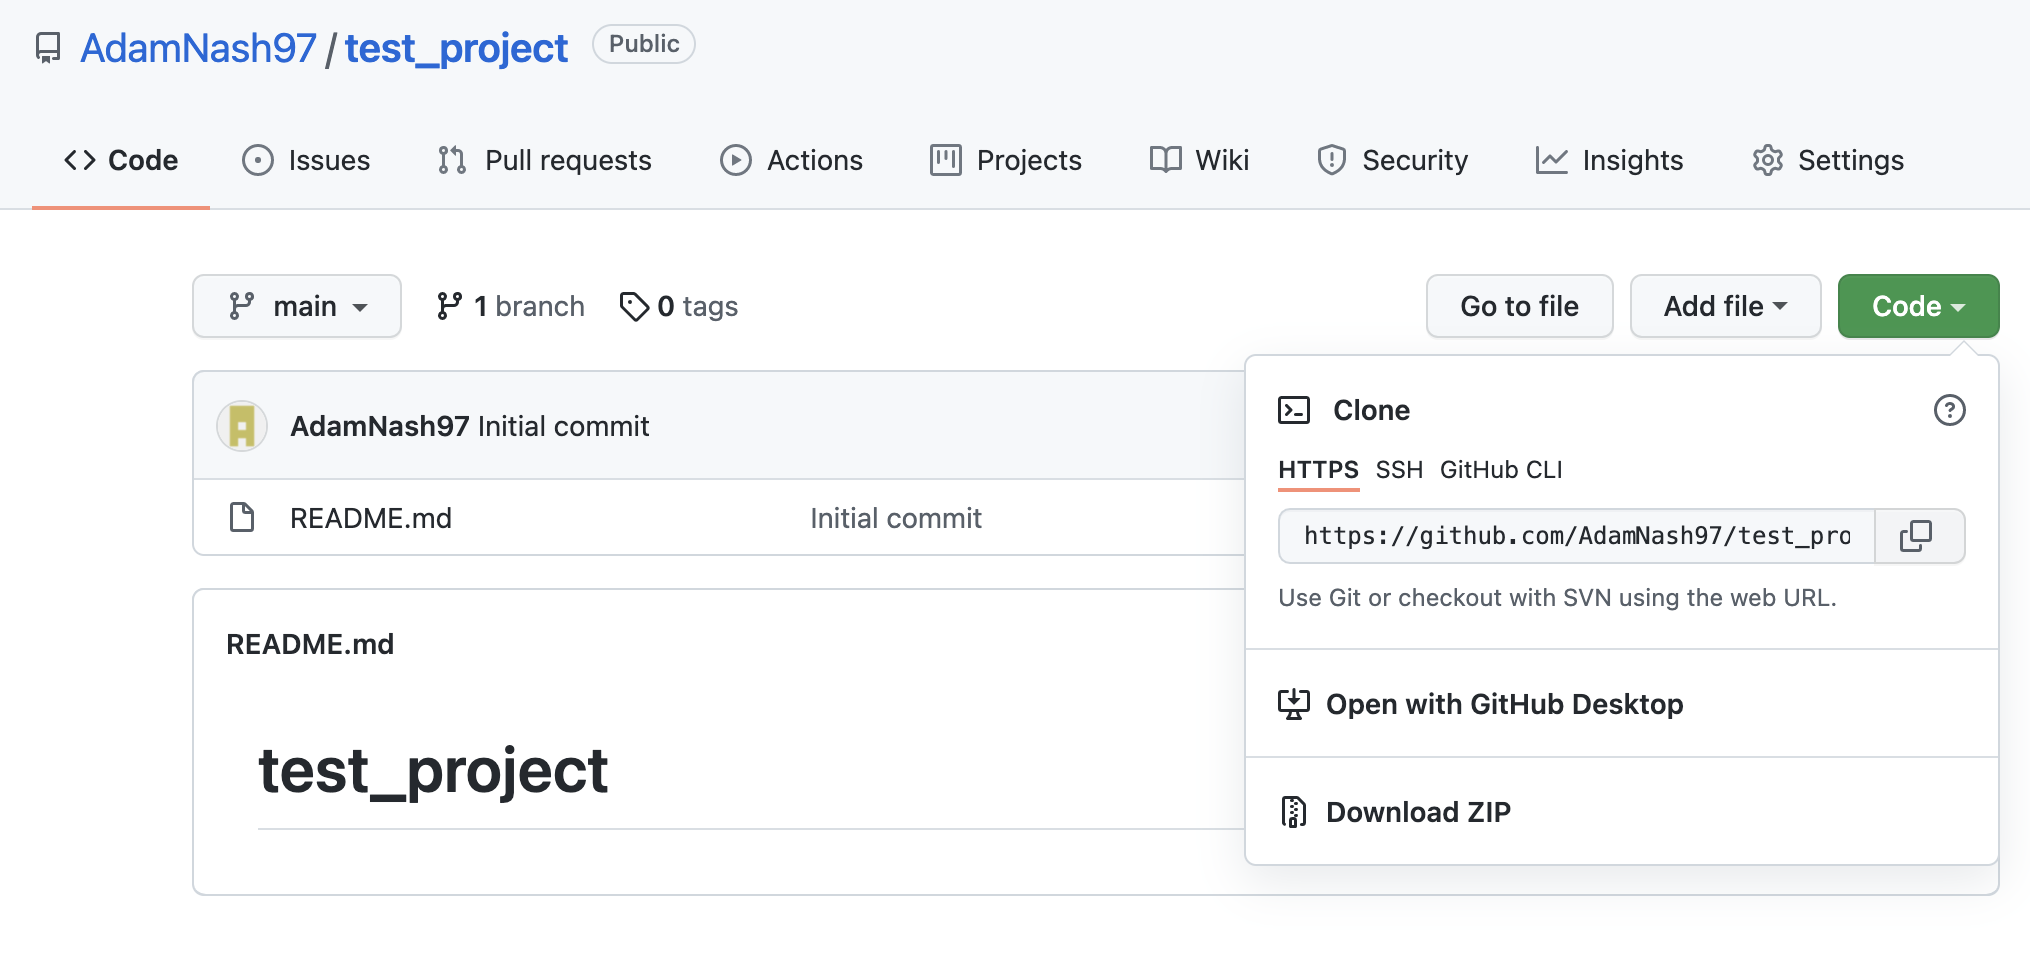 AdamNash97 / test_project Public
Code Issues Pull requests Actions Projects Wiki Security Insights Settings
main 1 branch 0 tags Go to file Add file Code
AdamNash97 Initial commit
README.md Initial commit
README.md
test_project
Clone
HTTPS SSH GitHub CLI
https://github.com/AdamNash97/test_pro
Use Git or checkout with SVN using the web URL.
Open with GitHub Desktop
Download ZIP